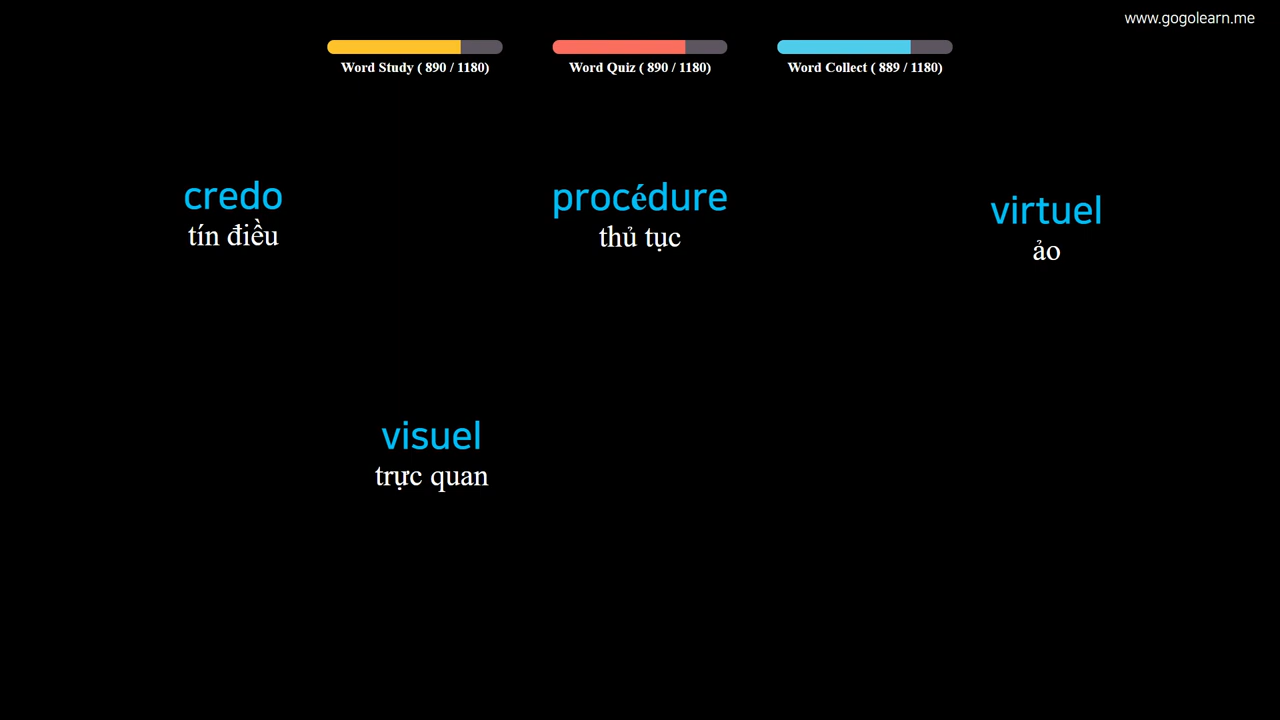 www.gogolearn.me
Word Study ( 890 / 1180)
Word Quiz ( 890 / 1180)
Word Collect ( 889 / 1180)
credo
tín điều
procédure
thủ tục
virtuel
ảo
visuel
trực quan